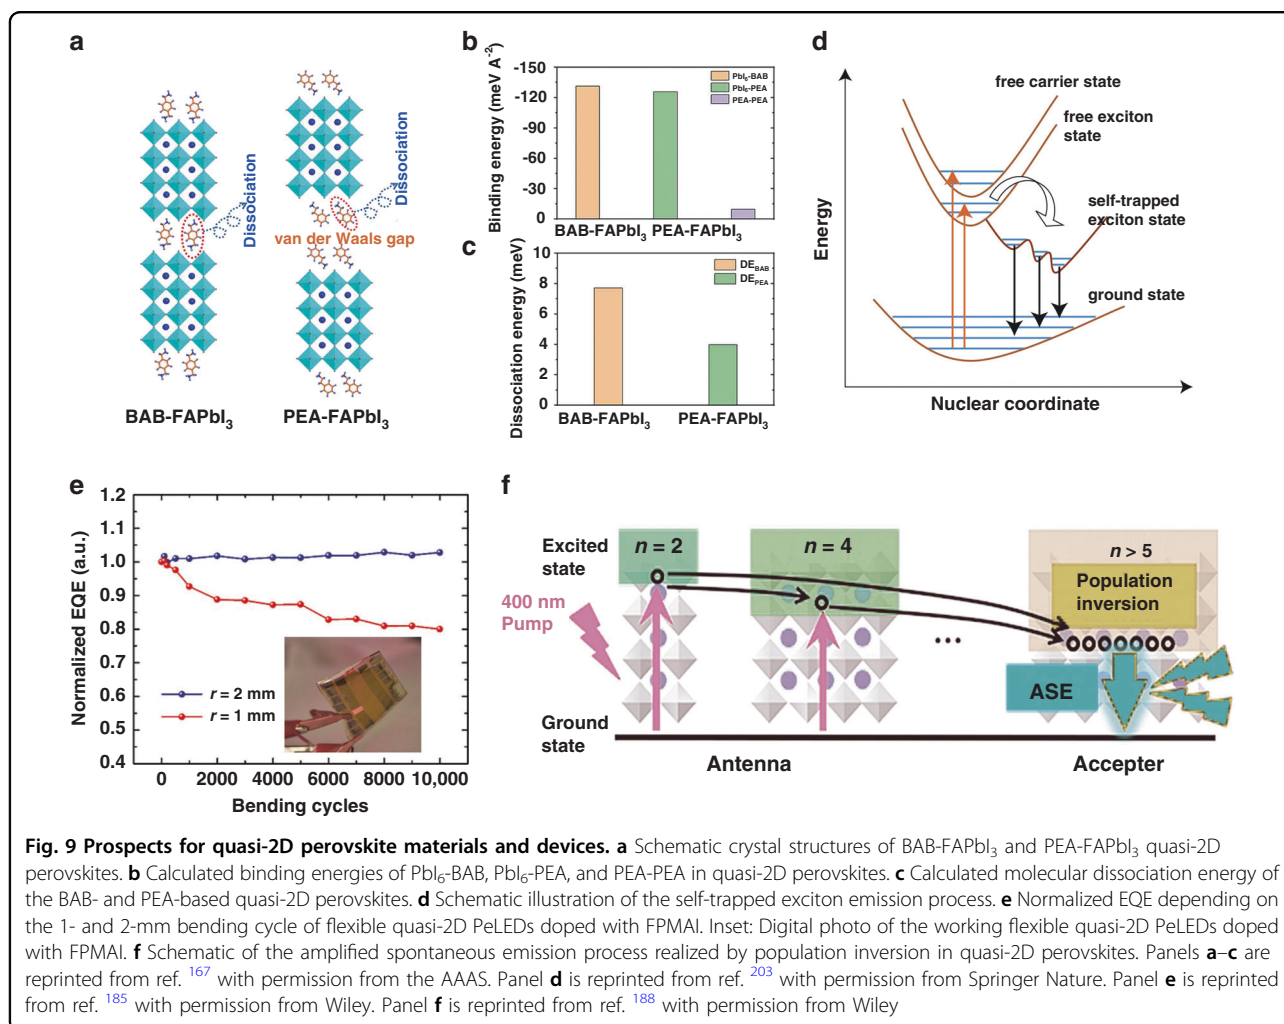 a
Dissociation
van der Waals gap
Dissociation
BAB-FAPbI3
PEA-FAPbI3
b
Binding energy (meV A-2)
-150
-120
-90
-60
-30
0
PbI6-BAB
PbI6-PEA
PEA-PEA
BAB-FAPbI3 PEA-FAPbI3
c
Dissociation energy (meV)
10
8
6
4
2
0
DEBAB
DEPEA
BAB-FAPbI3
PEA-FAPbI3
d
Energy
free carrier state
free exciton
state
self-trapped
exciton state
ground state
Nuclear coordinate
e
Normalized EQE (a.u.)
1.2
1.1
1.0
0.9
0.8
0.7
0.6
0.5
0.4
r = 2 mm
r = 1 mm
0 2000 4000 6000 8000 10,000
Bending cycles
f
Excited
state
n = 2
n = 4
n > 5
Population
inversion
400 nm
Pump
...
ASE
Ground
state
Antenna
Accepter
Fig. 9 Prospects for quasi-2D perovskite materials and devices. a Schematic crystal structures of BAB-FAPbI3 and PEA-FAPbI3 quasi-2D
perovskites. b Calculated binding energies of PbI6-BAB, PbI6-PEA, and PEA-PEA in quasi-2D perovskites. c Calculated molecular dissociation energy of
the BAB- and PEA-based quasi-2D perovskites. d Schematic illustration of the self-trapped exciton emission process. e Normalized EQE depending on
the 1- and 2-mm bending cycle of flexible quasi-2D PeLEDs doped with FPMAI. Inset: Digital photo of the working flexible quasi-2D PeLEDs doped
with FPMAI. f Schematic of the amplified spontaneous emission process realized by population inversion in quasi-2D perovskites. Panels a–c are
reprinted from ref. 167 with permission from the AAAS. Panel d is reprinted from ref. 203 with permission from Springer Nature. Panel e is reprinted
from ref. 185 with permission from Wiley. Panel f is reprinted from ref. 188 with permission from Wiley